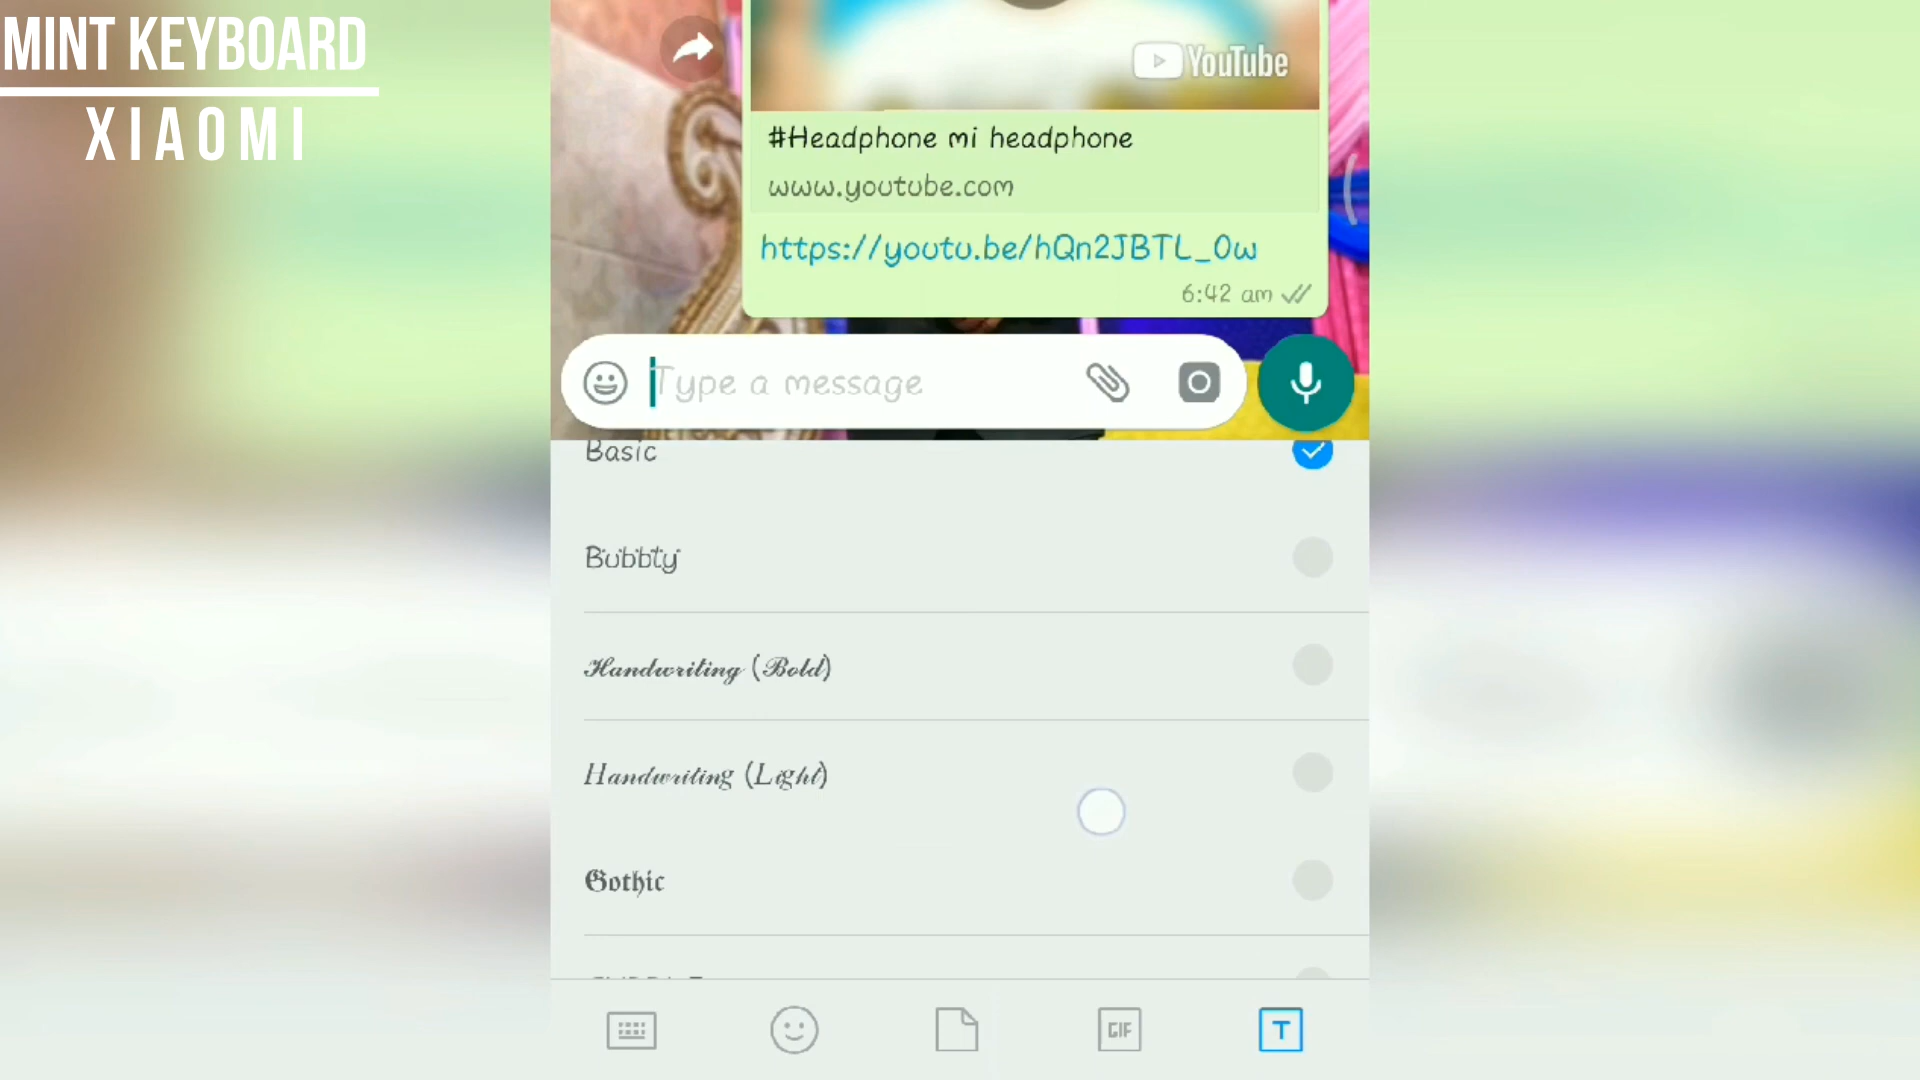 MINT KEYBOARD
XIAOMI
YouTube
#Headphone mi headphone
www.youtube.com
https://youtu.be/hQn2JBTL_0w
6:42 am
Type a message
Basic
Bubbty
Handwriting (Bold)
Handwriting (Light)
Gothic
GIF
T